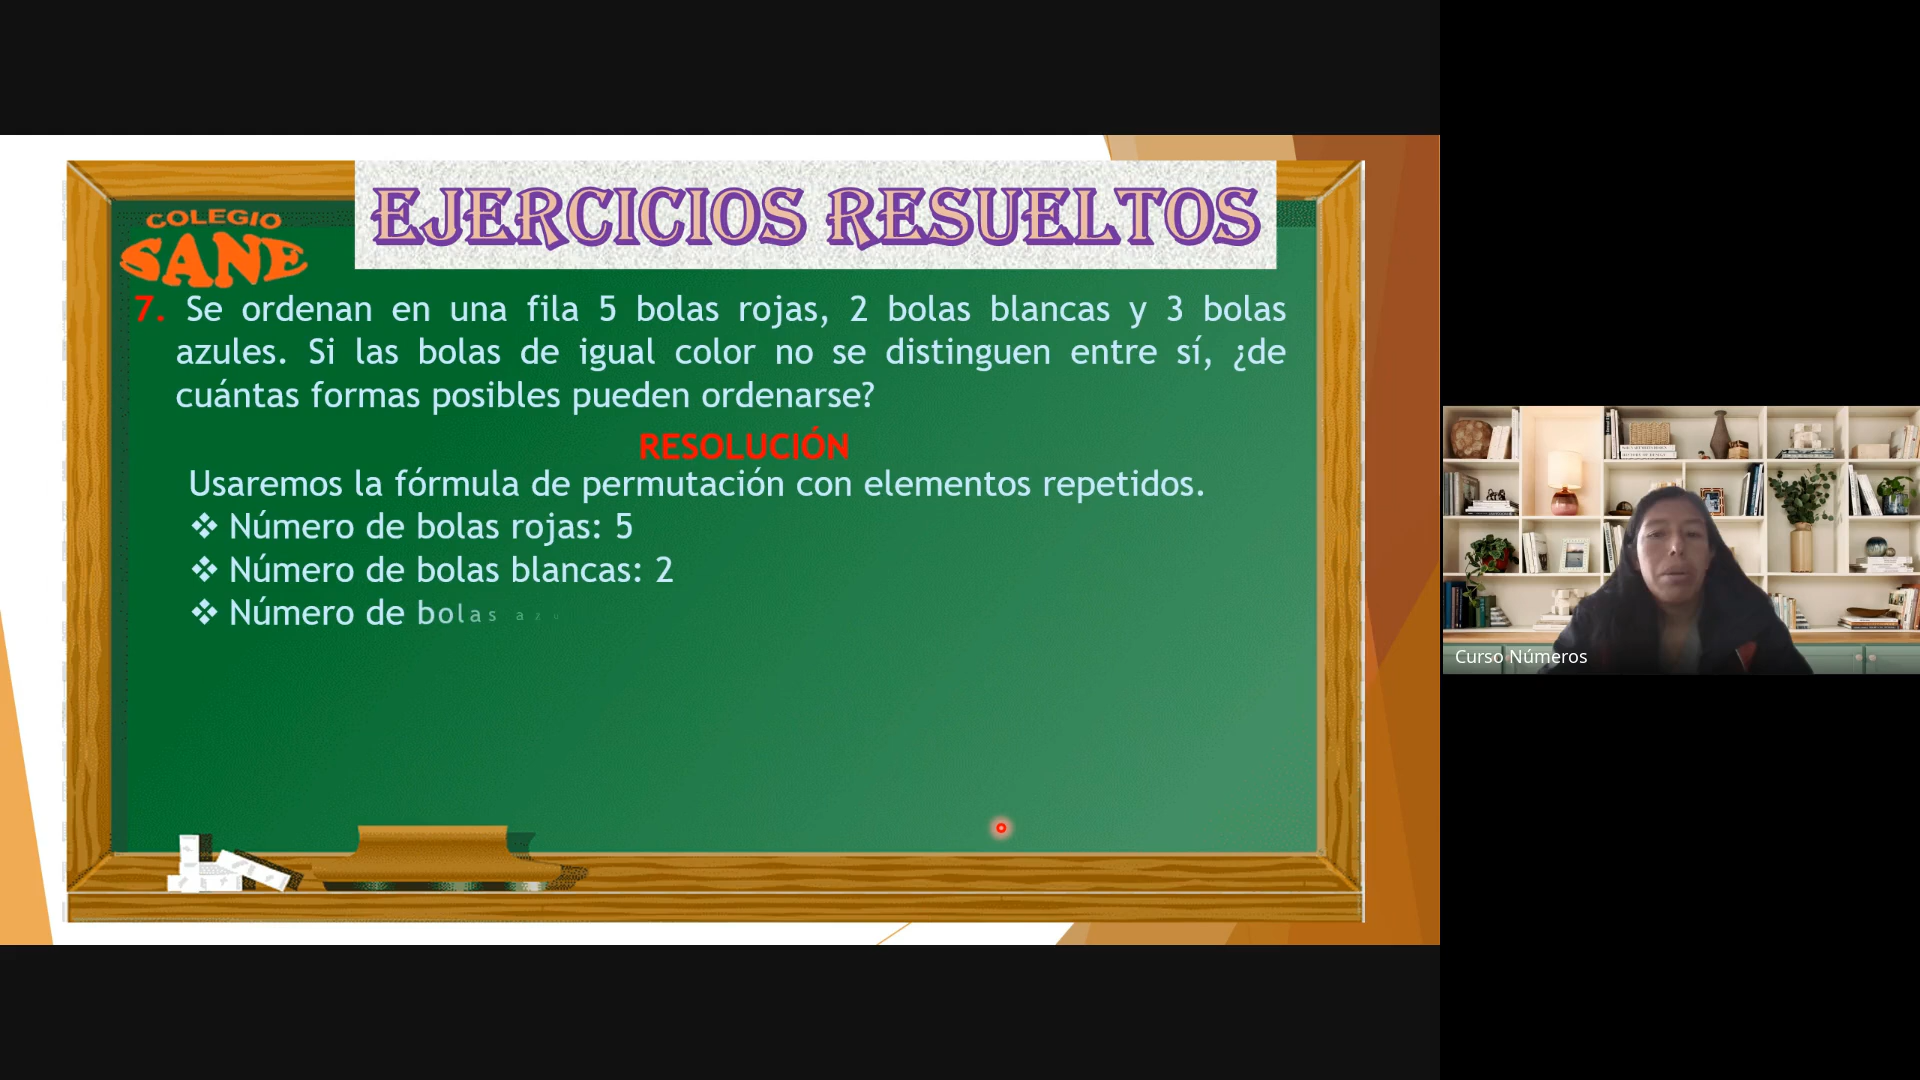 EJERCICIOS RESUELTOS
COLEGIO
SANE
7. Se ordenan en una fila 5 bolas rojas, 2 bolas blancas y 3 bolas
azules. Si las bolas de igual color no se distinguen entre sí, ¿de
cuántas formas posibles pueden ordenarse?
RESOLUCIÓN
Usaremos la fórmula de permutación con elementos repetidos.
❖ Número de bolas rojas: 5
❖ Número de bolas blancas: 2
❖ Número de bolas azu
Curso Números